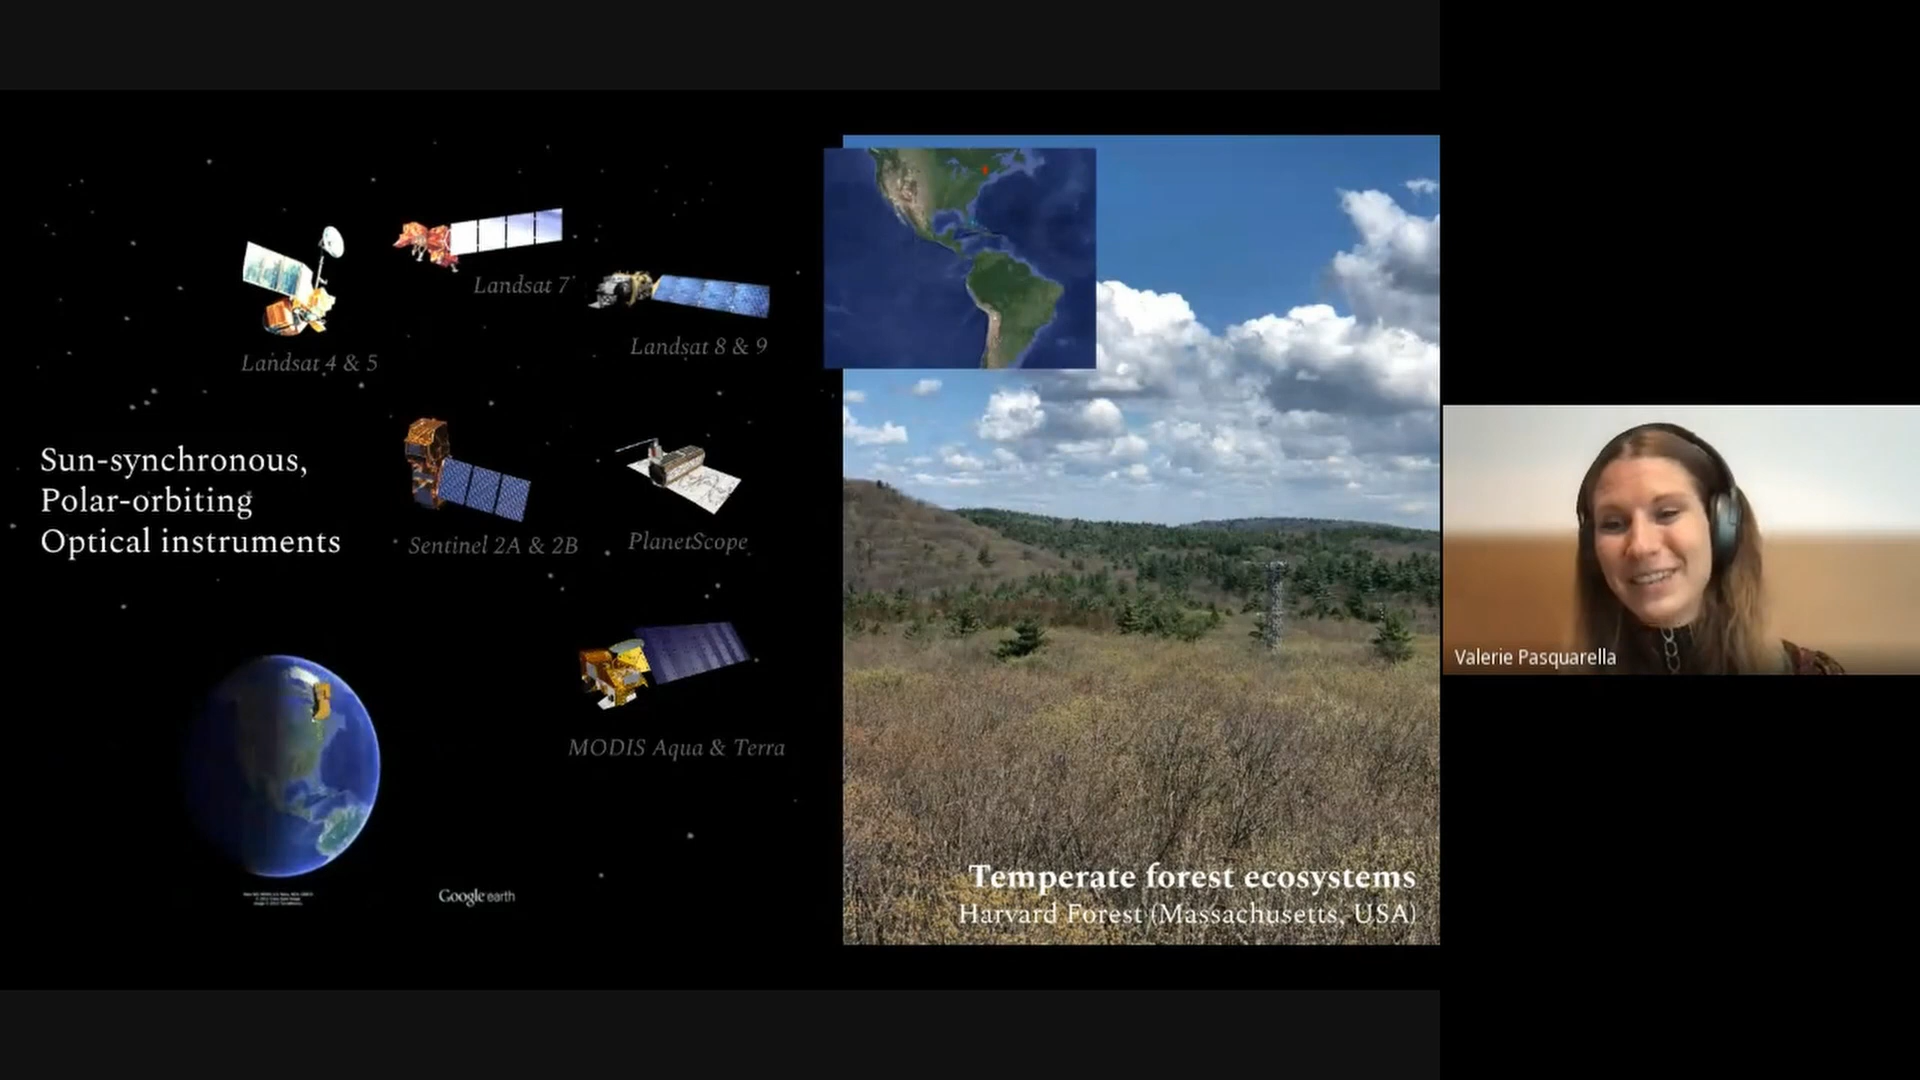 Landsat 7
Landsat 8 & 9
Landsat 4 & 5
Sun-synchronous,
Polar-orbiting
Optical instruments
Sentinel 2A & 2B
PlanetScope
MODIS Aqua & Terra
Google earth
Temperate forest ecosystems
Harvard Forest (Massachusetts, USA)
Valerie Pasquarella